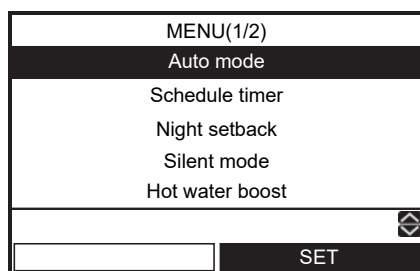 MENU(1/2)
Auto mode
Schedule timer
Night setback
Silent mode
Hot water boost
SET